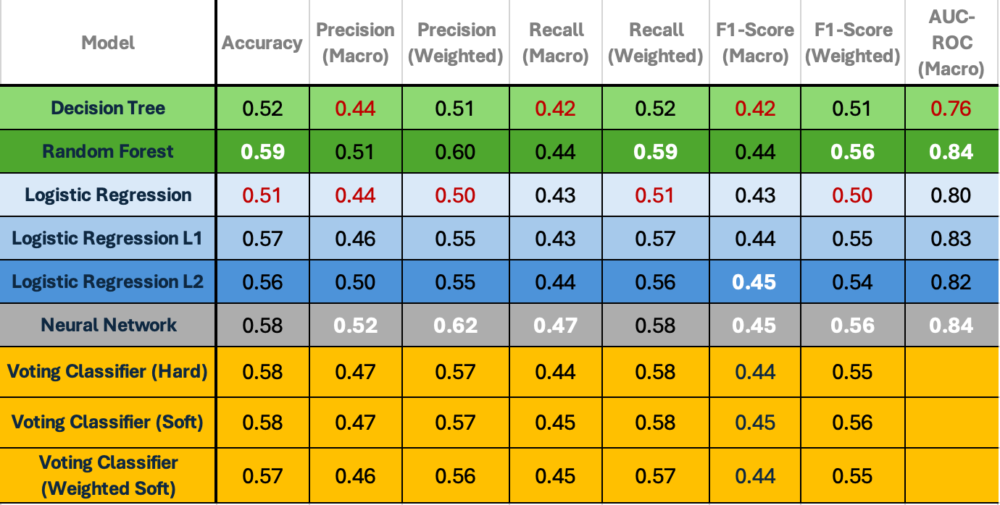 Model Accuracy Precision (Macro) Precision (Weighted) Recall (Macro) Recall (Weighted) F1-Score (Macro) F1-Score (Weighted) AUC-ROC (Macro)
Decision Tree 0.52 0.44 0.51 0.42 0.52 0.42 0.51 0.76
Random Forest 0.59 0.51 0.60 0.44 0.59 0.44 0.56 0.84
Logistic Regression 0.51 0.44 0.50 0.43 0.51 0.43 0.50 0.80
Logistic Regression L1 0.57 0.46 0.55 0.43 0.57 0.44 0.55 0.83
Logistic Regression L2 0.56 0.50 0.55 0.44 0.56 0.45 0.54 0.82
Neural Network 0.58 0.52 0.62 0.47 0.58 0.45 0.56 0.84
Voting Classifier (Hard) 0.58 0.47 0.57 0.44 0.58 0.44 0.55
Voting Classifier (Soft) 0.58 0.47 0.57 0.45 0.58 0.45 0.56
Voting Classifier (Weighted Soft) 0.57 0.46 0.56 0.45 0.57 0.44 0.55